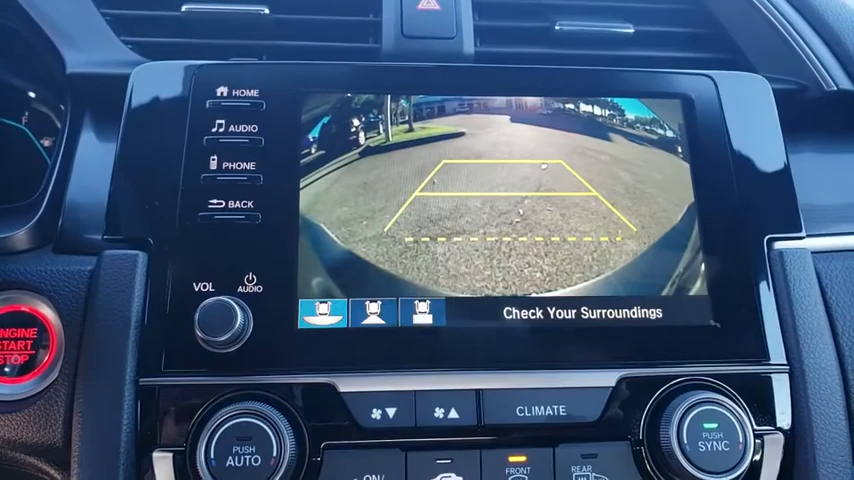 HOME
AUDIO
PHONE
BACK
VOL
AUDIO
Check Your Surroundings
ENGINE
START
STOP
CLIMATE
PUSH
AUTO
PUSH
SYNC
ON/
FRONT
REAR